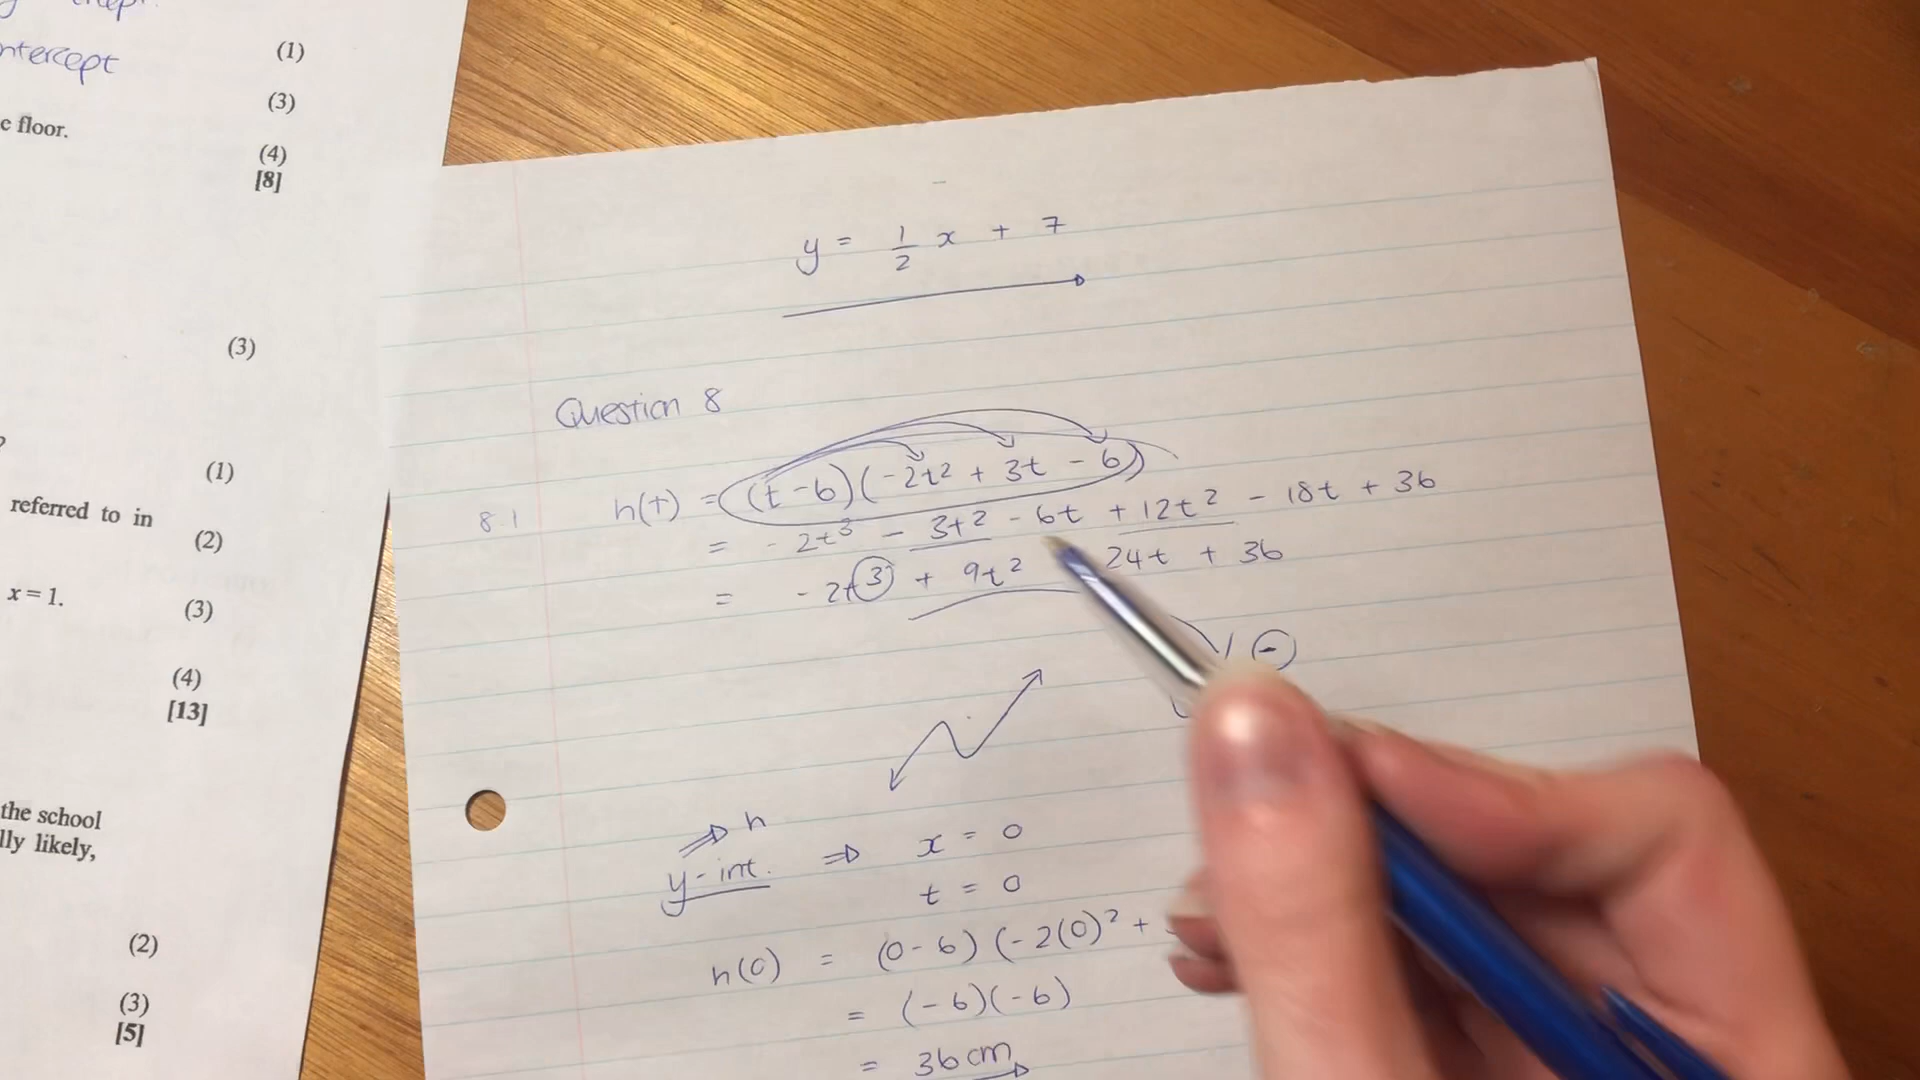 ntercept
(1)
(3)
e floor.
(4)
[8]
(3)
(1)
referred to in
(2)
x = 1.
(3)
(4)
[13]
the school
lly likely,
(2)
(3)
[5]
y = 1/2 x + 7
Question 8
8.1 h(t) = (t - 6)(-2t² + 3t - 6)
= - 2t³ - 3t² - 6t + 12t² - 18t + 36
= - 2t³ + 9t² 24t + 36
-
h
y-int. ⇒ x = 0
t = 0
h(0) = (0 - 6)(-2(0)² +
= (-6)(-6)
= 36cm